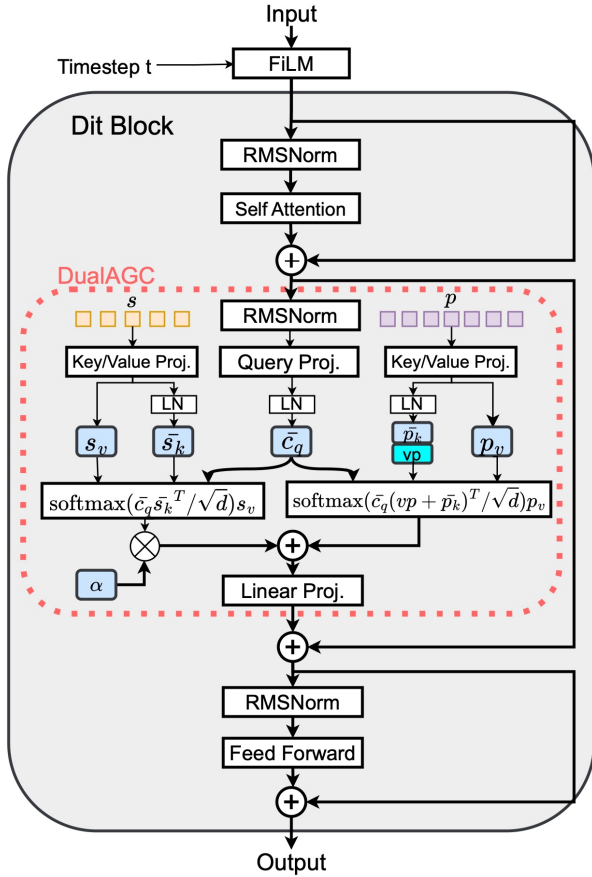 Input
Timestep t
FiLM
Dit Block
RMSNorm
Self Attention
+
DualAGC
s
RMSNorm
p
Key/Value Proj.
Query Proj.
Key/Value Proj.
LN
LN
LN
s_v
s̄_k
c̄_q
p̄_k
vp
p_v
softmax(c̄_q s̄_k^T/√d)s_v
softmax(c̄_q(vp + p̄_k)^T/√d)p_v
+
α
Linear Proj.
+
RMSNorm
Feed Forward
+
Output